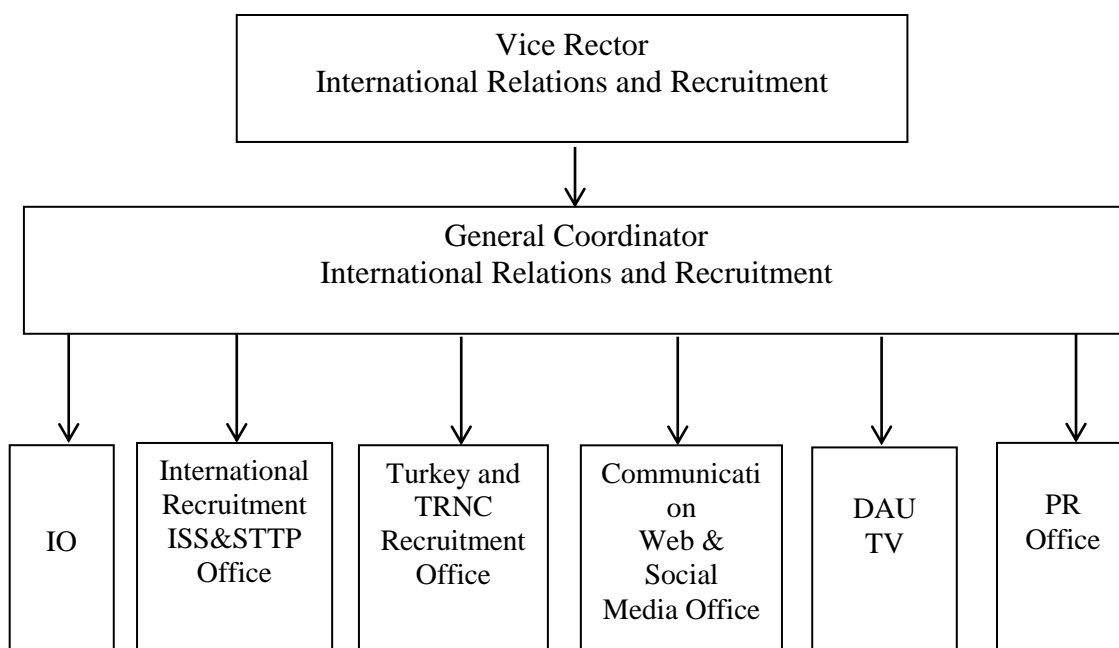 Vice Rector
International Relations and Recruitment
General Coordinator
International Relations and Recruitment
IO
International
Recruitment
ISS&STTP
Office
Turkey and
TRNC
Recruitment
Office
Communicati
on
Web &
Social
Media Office
DAU
TV
PR
Office